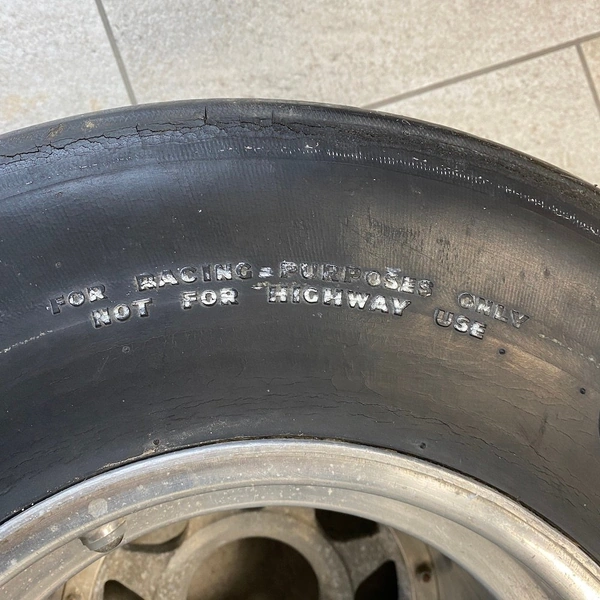 FOR RACING PURPOSES ONLY
NOT FOR HIGHWAY USE